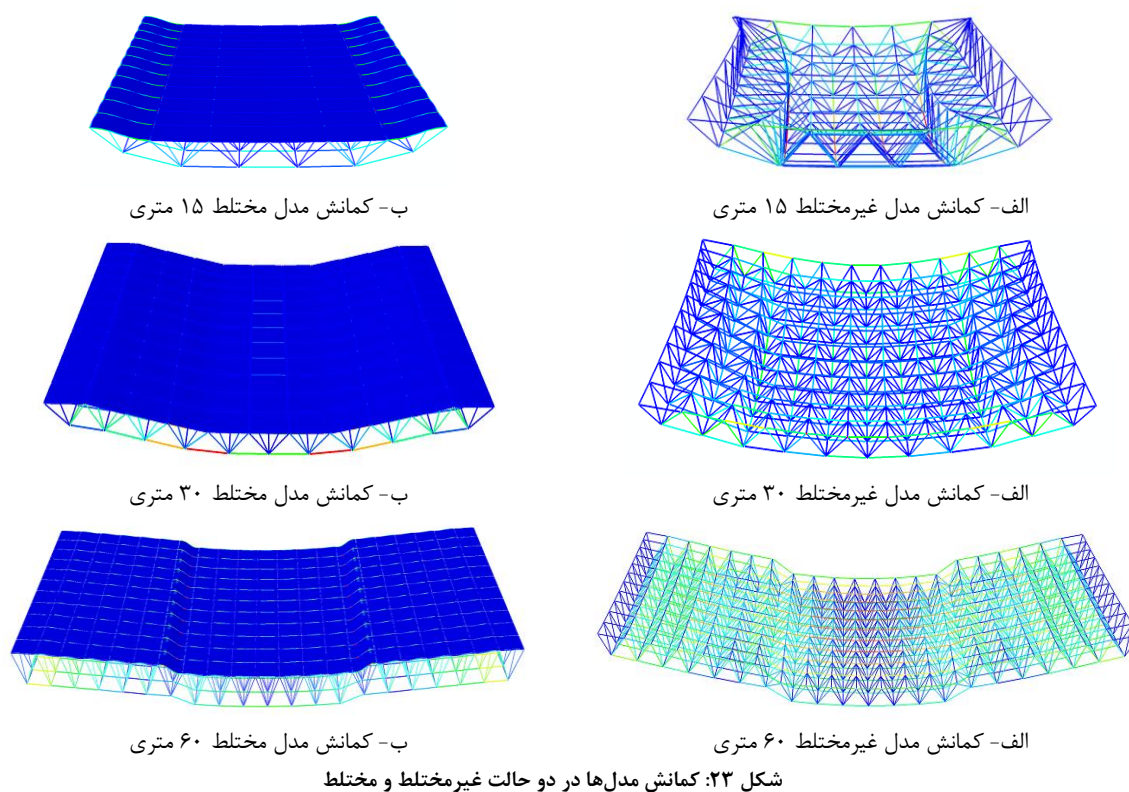 الف- کمانش مدل غیرمختلط ۱۵ متری
ب- کمانش مدل مختلط ۱۵ متری
الف- کمانش مدل غیرمختلط ۳۰ متری
ب- کمانش مدل مختلط ۳۰ متری
الف- کمانش مدل غیرمختلط ۶۰ متری
ب- کمانش مدل مختلط ۶۰ متری
شکل ۲۳: کمانش مدل‌ها در دو حالت غیرمختلط و مختلط